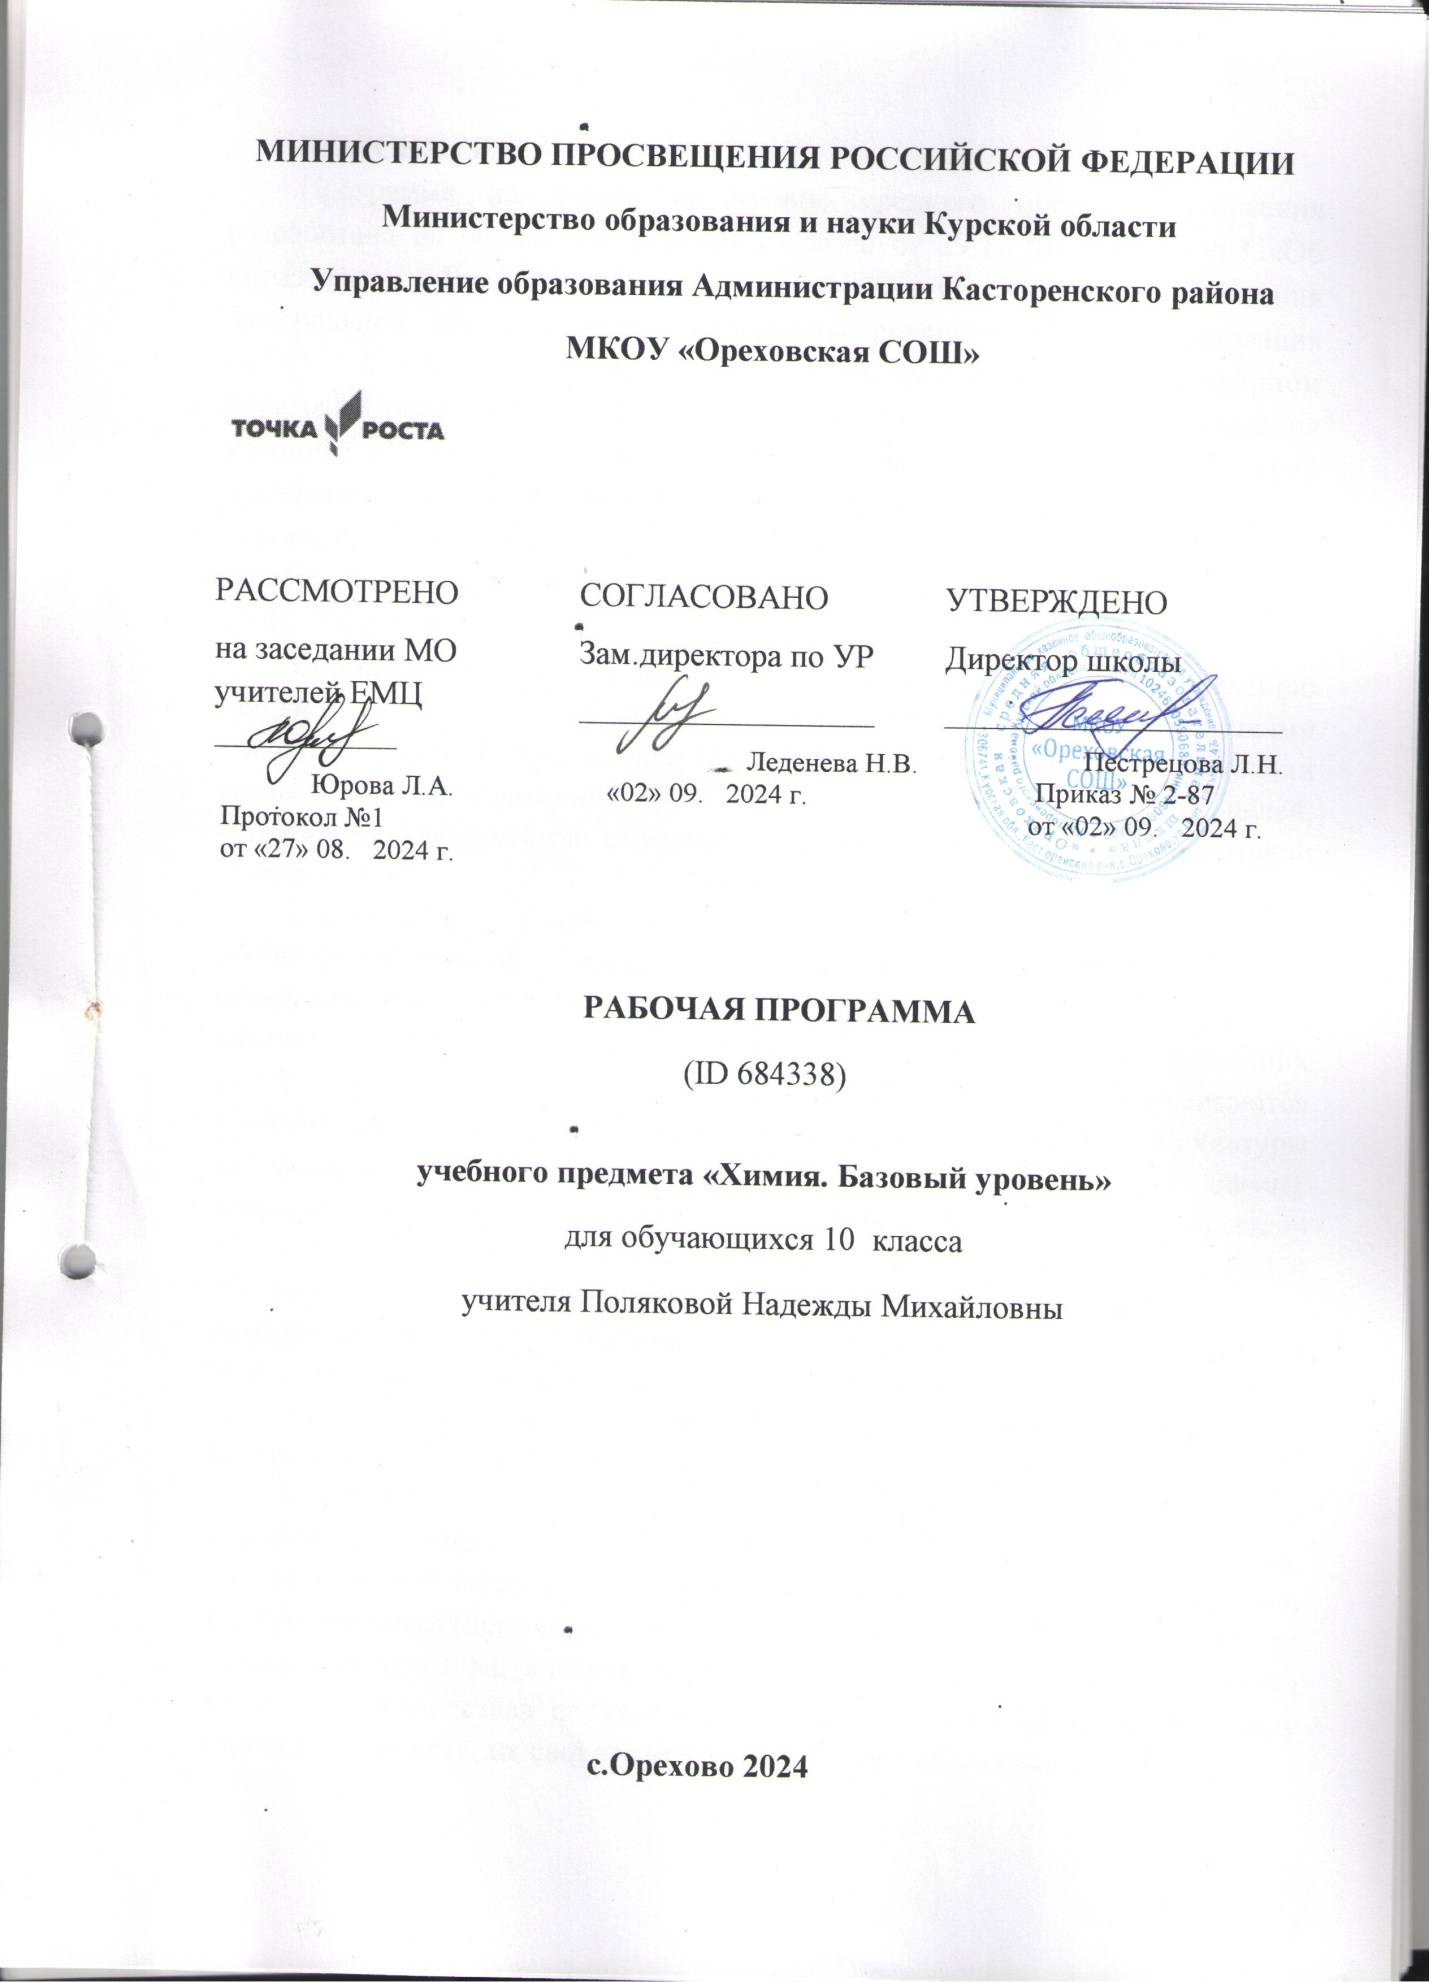 МИНИСТЕРСТВО ПРОСВЕЩЕНИЯ РОССИЙСКОЙ ФЕДЕРАЦИИ
Министерство образования и науки Курской области
Управление образования Администрации Касторенского района
МКОУ «Ореховская СОШ»
ТОЧКА РОСТА
РАССМОТРЕНО
на заседании МО
учителей ЕМЦ
Юрова Л.А.
Протокол №1
от «27» 08. 2024 г.
СОГЛАСОВАНО
Зам.директора по УР
Леденева Н.В.
«02» 09. 2024 г.
УТВЕРЖДЕНО
Директор школы
Пестрецова Л.Н.
Приказ № 2-87
от «02» 09. 2024 г.
МКОУ
«Ореховская
СОШ»
РАБОЧАЯ ПРОГРАММА
(ID 684338)
учебного предмета «Химия. Базовый уровень»
для обучающихся 10 класса
учителя Поляковой Надежды Михайловны
с.Орехово 2024